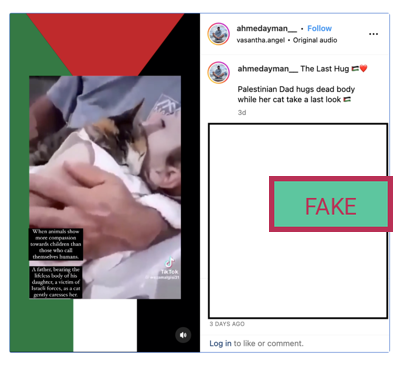 ahmedayman__ • Follow
vasantha.angel • Original audio
ahmedayman__ The Last Hug 🇵🇸❤️
Palestinian Dad hugs dead body
while her cat take a last look 🇵🇸
3d
FAKE
When animals show
more compassion
towards children than
those who call
themselves humans.
A father, bearing the
lifeless body of his
daughter, a victim of
Israeli forces, as a cat
gently caresses her
TikTok
3 DAYS AGO
Log in to like or comment.